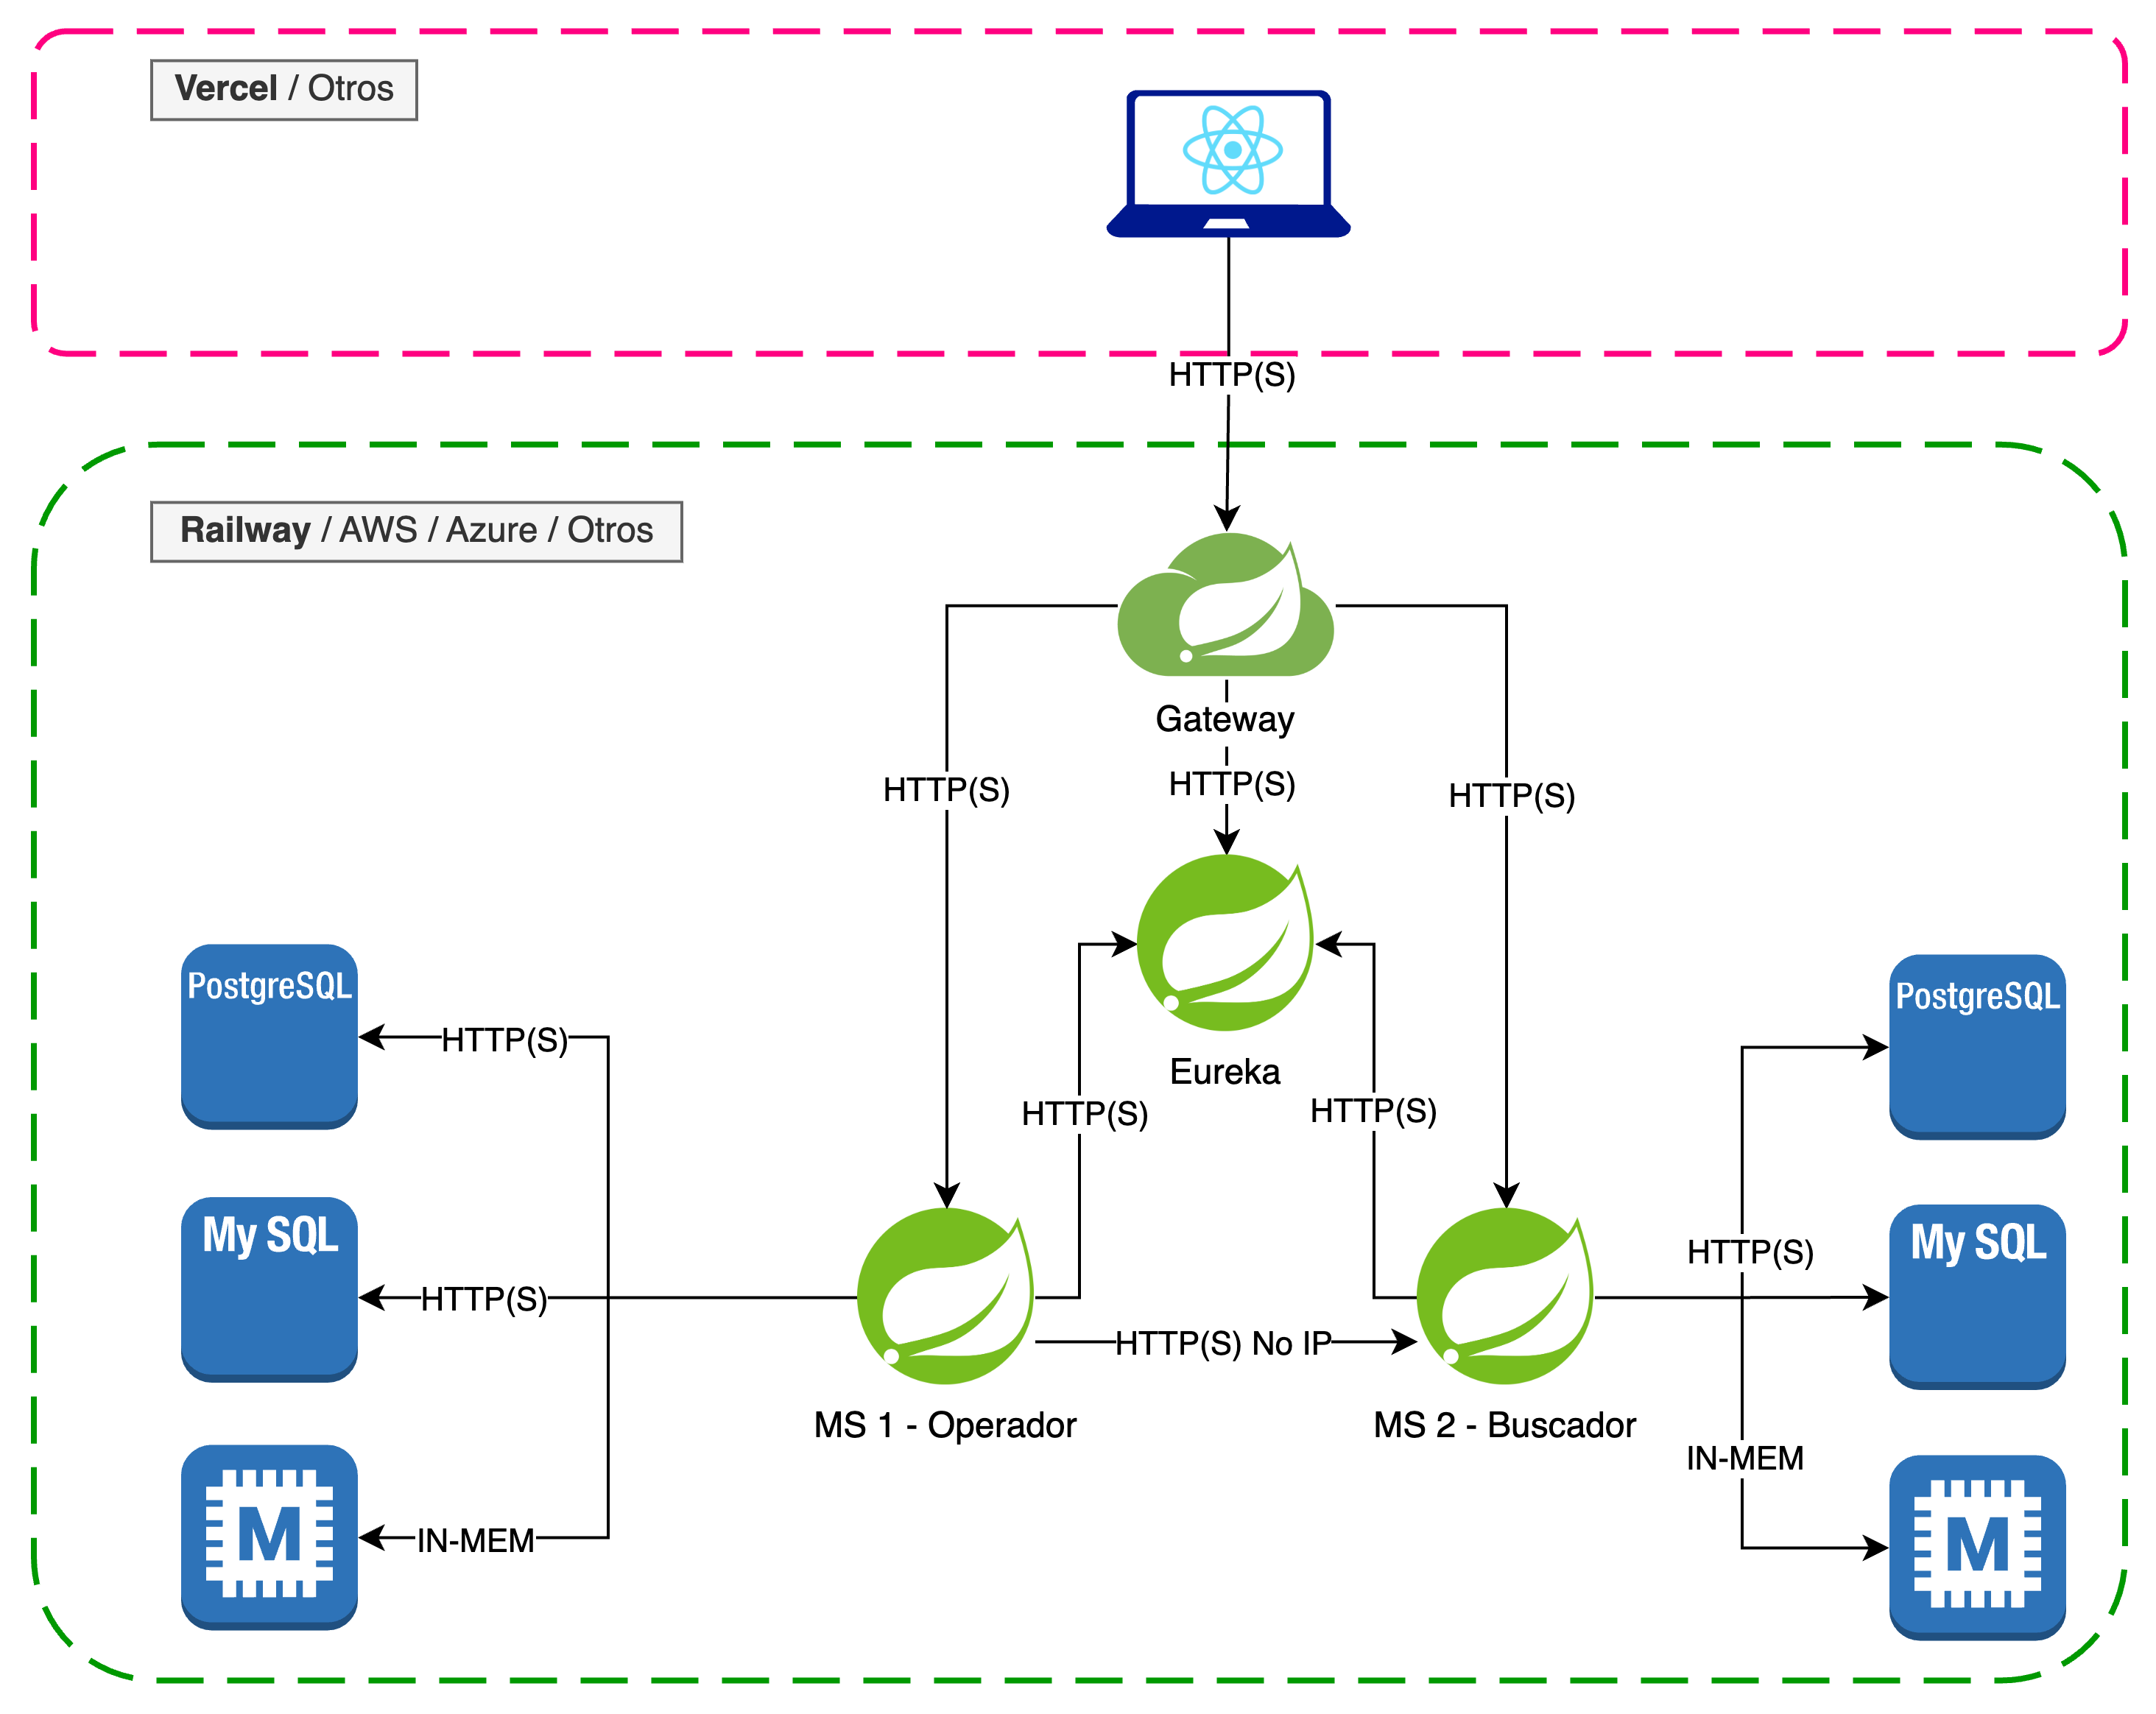 Vercel / Otros
HTTP(S)
Railway / AWS / Azure / Otros
Gateway
HTTP(S)
HTTP(S)
HTTP(S)
PostgreSQL
PostgreSQL
HTTP(S)
Eureka
HTTP(S)
HTTP(S)
My SQL
My SQL
HTTP(S)
HTTP(S)
HTTP(S) No IP
MS 1 - Operador
MS 2 - Buscador
IN-MEM
IN-MEM
M
M